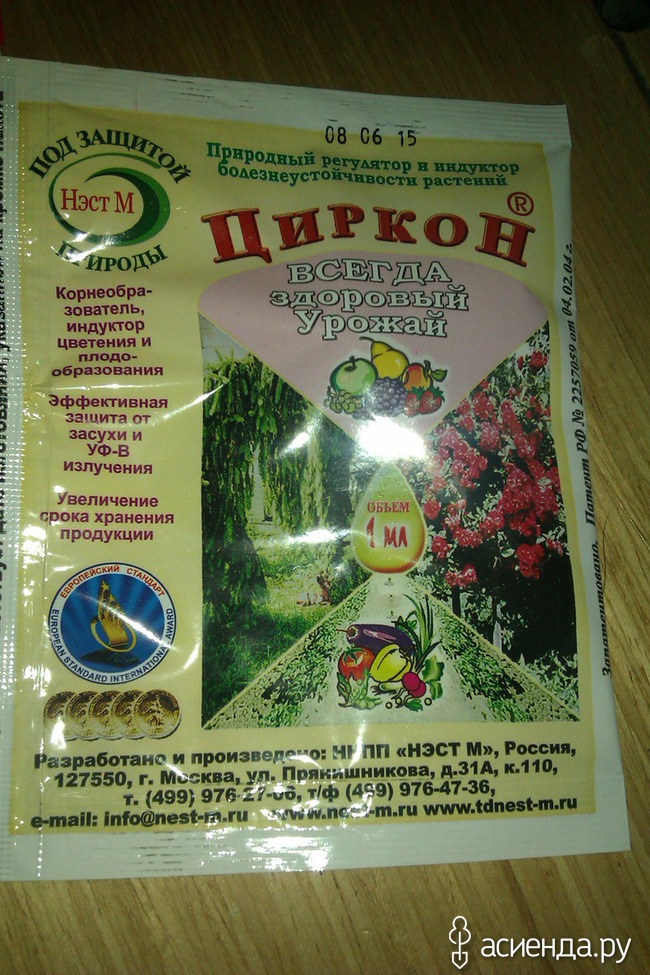 08 06 15
ПОД ЗАЩИТОЙ
НэсТ М
ПРИРОДЫ
Природный регулятор и индуктор
болезнеустойчивости растений
ЦИРКОН®
ВСЕГДА
здоровый
Урожай
Корнеобра-
зователь,
индуктор
цветения и
плодо-
образования
Эффективная
защита от
засухи и
УФ-В
излучения
Увеличение
срока хранения
продукции
ОБЪЕМ
1 МЛ
ЕВРОПЕЙСКИЙ СТАНДАРТ
EUROPEAN STANDARD INTERNATIONAL AWARD
Запатентовано. Патент РФ № 2257059 от 04.02.04 г.
Разработано и произведено: ННПП «НЭСТ М», Россия,
127550, г. Москва, ул. Прянишникова, д.31А, к.110,
т. (499) 976-27-06, т/ф (499) 976-47-36,
e-mail: info@nest-m.ru www.nest-m.ru www.tdnest-m.ru
асиенда.ру